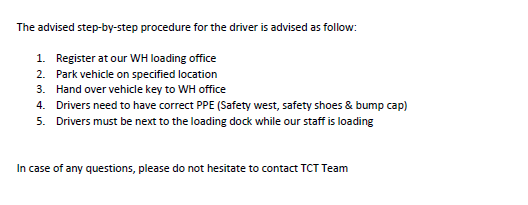 The advised step-by-step procedure for the driver is advised as follow:
1. Register at our WH loading office
2. Park vehicle on specified location
3. Hand over vehicle key to WH office
4. Drivers need to have correct PPE (Safety west, safety shoes & bump cap)
5. Drivers must be next to the loading dock while our staff is loading
In case of any questions, please do not hesitate to contact TCT Team